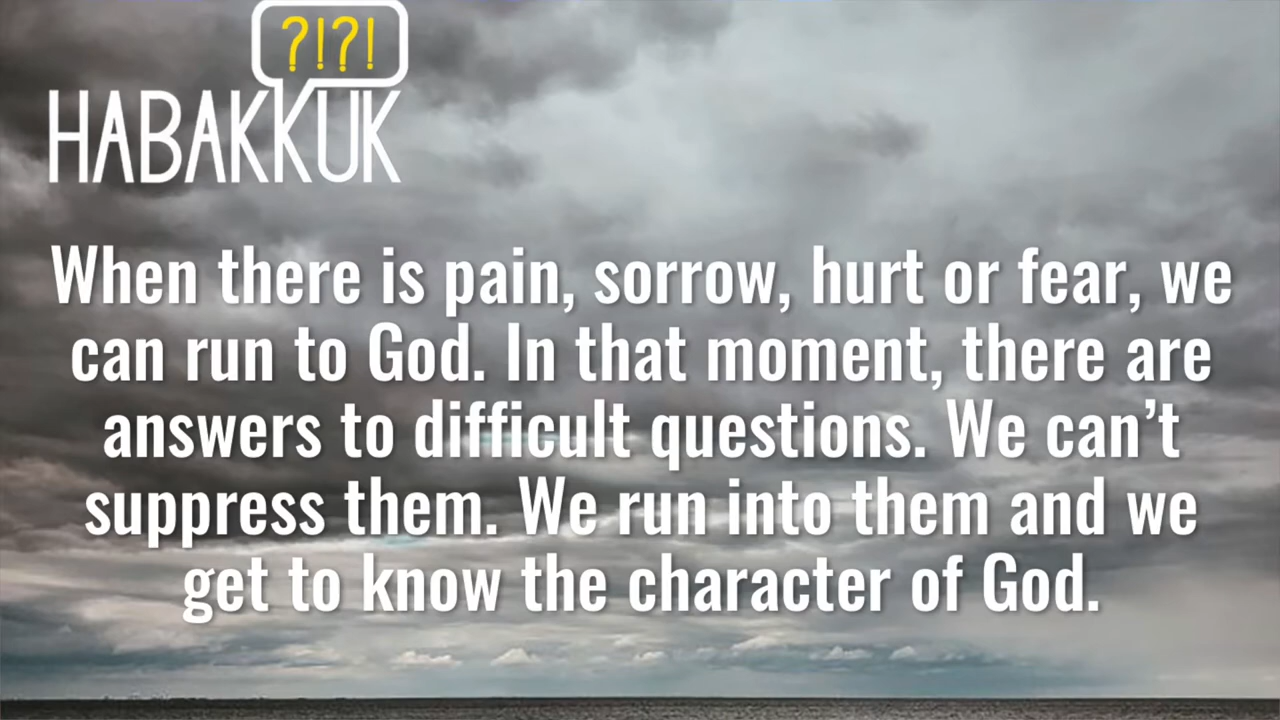 ?!?!
HABAKKUK
When there is pain, sorrow, hurt or fear, we
can run to God. In that moment, there are
answers to difficult questions. We can’t
suppress them. We run into them and we
get to know the character of God.